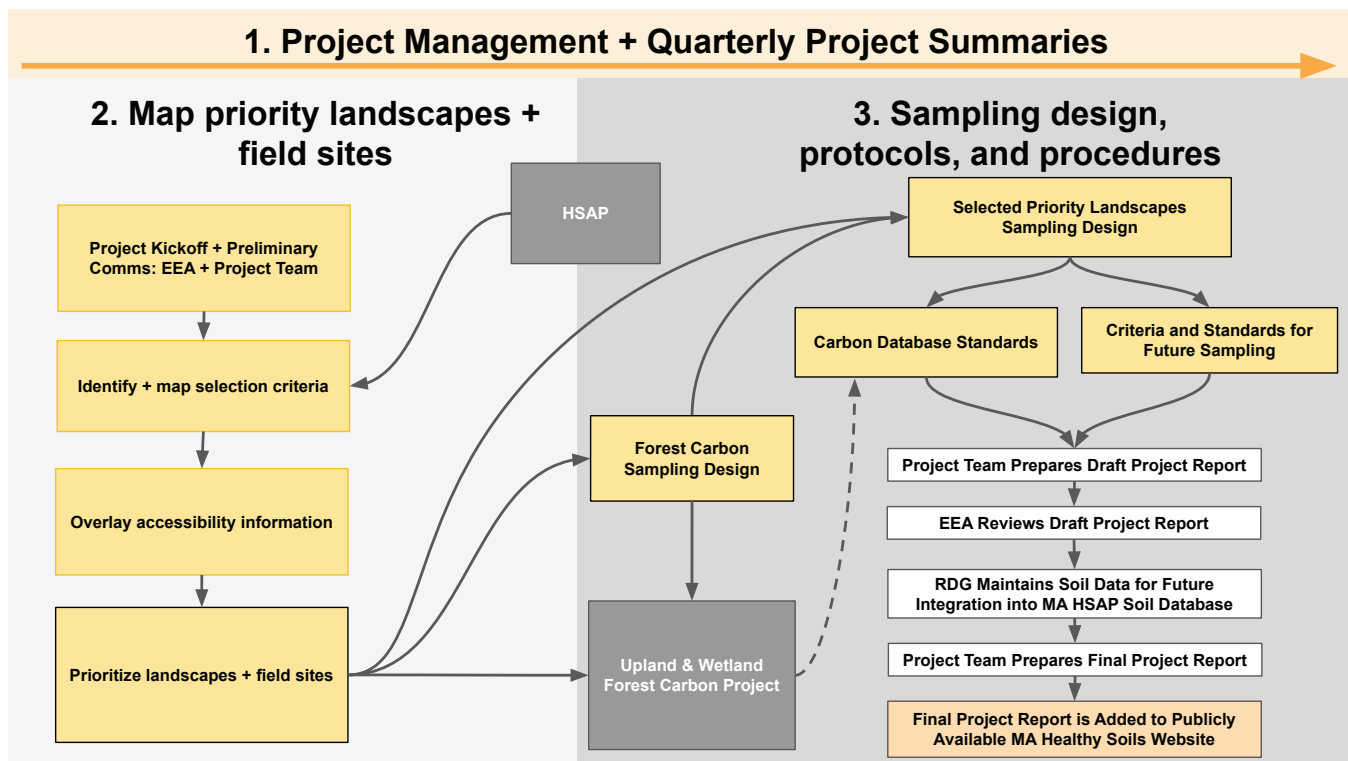 1. Project Management + Quarterly Project Summaries
2. Map priority landscapes +
field sites
Project Kickoff + Preliminary
Comms: EEA + Project Team
Identify + map selection criteria
Overlay accessibility information
Prioritize landscapes + field sites
HSAP
3. Sampling design,
protocols, and procedures
Forest Carbon
Sampling Design
Upland & Wetland
Forest Carbon Project
Selected Priority Landscapes
Sampling Design
Carbon Database Standards
Criteria and Standards for
Future Sampling
Project Team Prepares Draft Project Report
EEA Reviews Draft Project Report
RDG Maintains Soil Data for Future
Integration into MA HSAP Soil Database
Project Team Prepares Final Project Report
Final Project Report is Added to Publicly
Available MA Healthy Soils Website